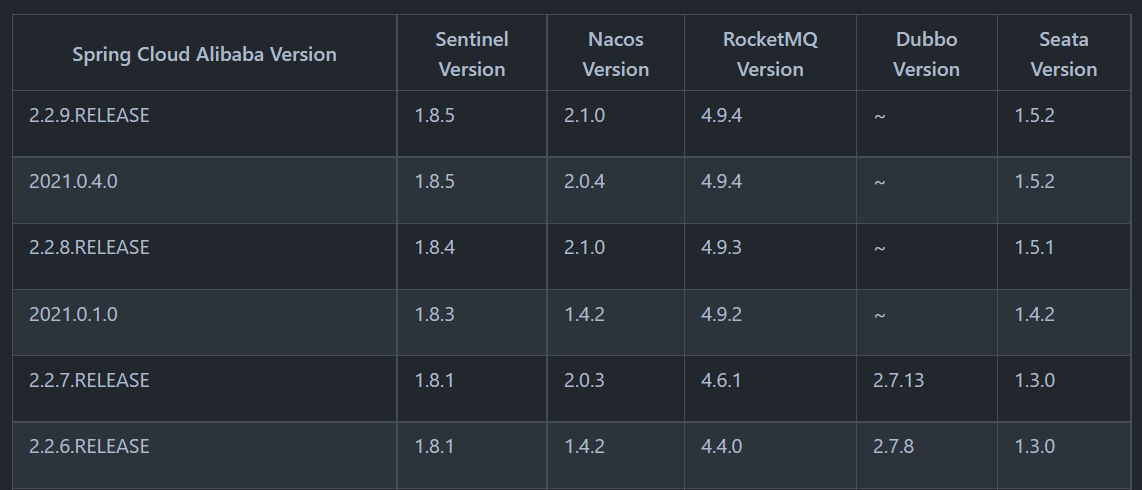 Spring Cloud Alibaba Version Sentinel Version Nacos Version RocketMQ Version Dubbo Version Seata Version
2.2.9.RELEASE 1.8.5 2.1.0 4.9.4 ~ 1.5.2
2021.0.4.0 1.8.5 2.0.4 4.9.4 ~ 1.5.2
2.2.8.RELEASE 1.8.4 2.1.0 4.9.3 ~ 1.5.1
2021.0.1.0 1.8.3 1.4.2 4.9.2 ~ 1.4.2
2.2.7.RELEASE 1.8.1 2.0.3 4.6.1 2.7.13 1.3.0
2.2.6.RELEASE 1.8.1 1.4.2 4.4.0 2.7.8 1.3.0